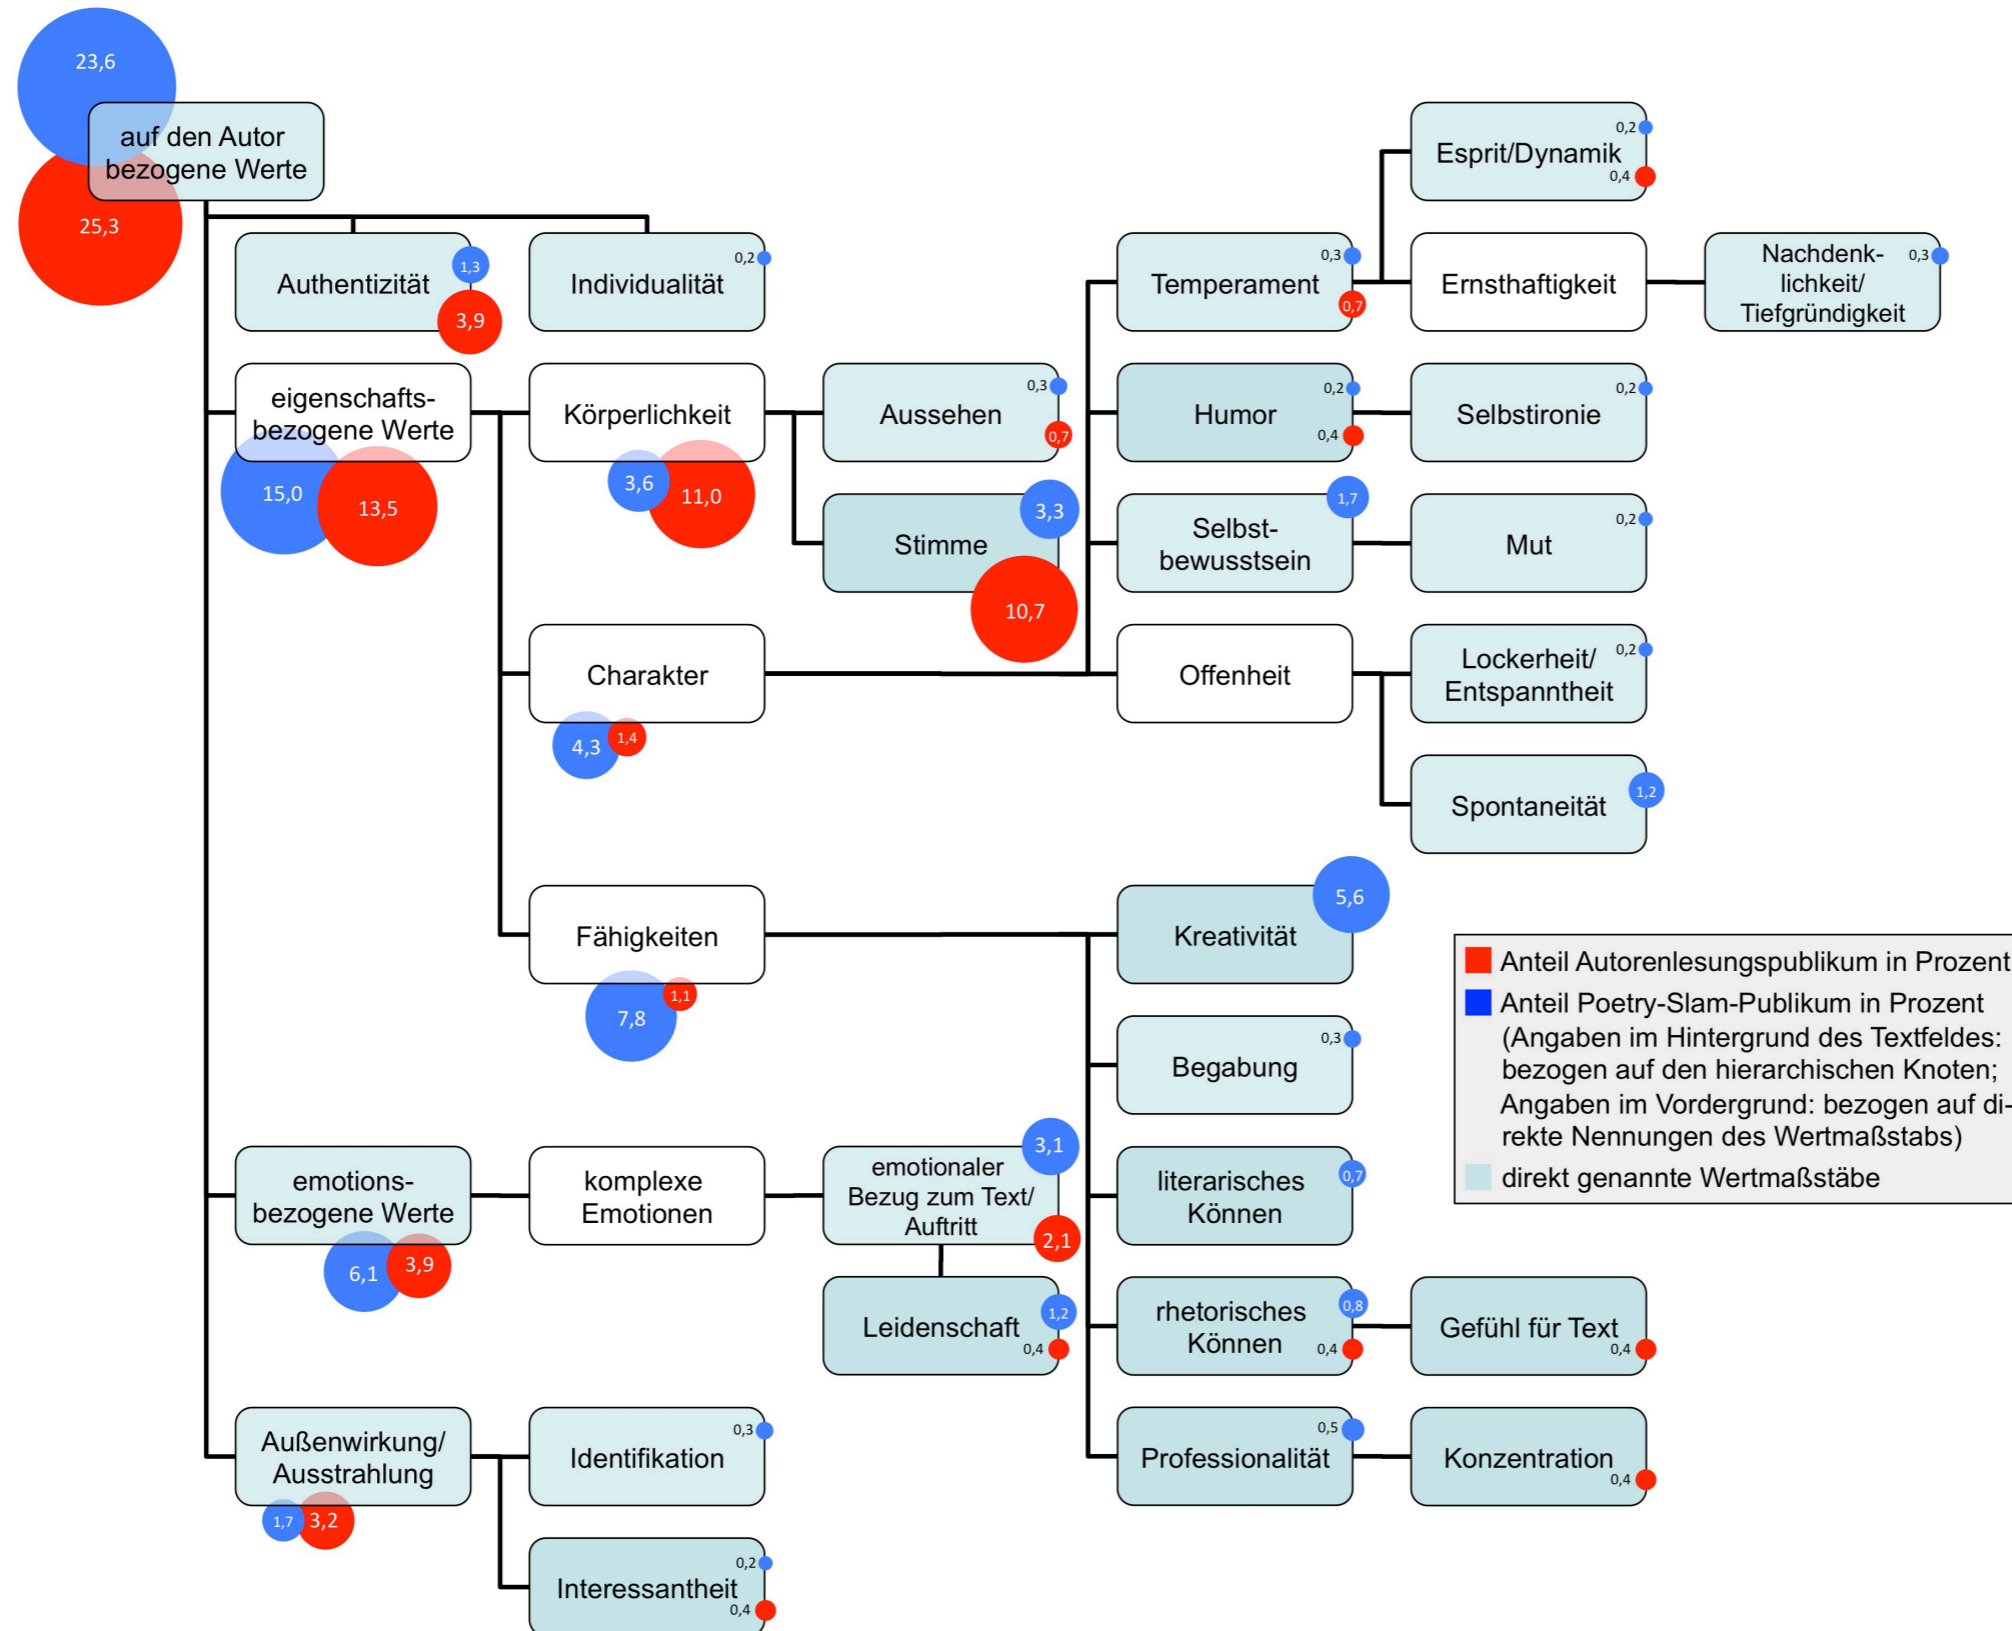 23,6
auf den Autor
bezogene Werte
25,3
Authentizität
1,3
3,9
Individualität
0,2
eigenschafts-
bezogene Werte
15,0
13,5
Körperlichkeit
3,6
11,0
Aussehen
0,3
0,7
Stimme
3,3
10,7
Charakter
4,3
1,4
Temperament
0,3
0,7
Esprit/Dynamik
0,2
0,4
Ernsthaftigkeit
Nachdenk-
lichkeit/
Tiefgründigkeit
0,3
Humor
0,2
0,4
Selbstironie
0,2
Selbst-
bewusstsein
1,7
Mut
0,2
Offenheit
Lockerheit/
Entspanntheit
0,2
Spontaneität
1,2
Fähigkeiten
7,8
1,1
Kreativität
5,6
Begabung
0,3
literarisches
Können
0,7
rhetorisches
Können
0,8
0,4
Gefühl für Text
0,4
Professionalität
0,5
Konzentration
0,4
emotions-
bezogene Werte
6,1
3,9
komplexe
Emotionen
emotionaler
Bezug zum Text/
Auftritt
3,1
2,1
Leidenschaft
1,2
0,4
Außenwirkung/
Ausstrahlung
1,7
3,2
Identifikation
0,3
Interessantheit
0,2
0,4
Anteil Autorenlesungspublikum in Prozent
Anteil Poetry-Slam-Publikum in Prozent
(Angaben im Hintergrund des Textfeldes:
bezogen auf den hierarchischen Knoten;
Angaben im Vordergrund: bezogen auf di-
rekte Nennungen des Wertmaßstabs)
direkt genannte Wertmaßstäbe